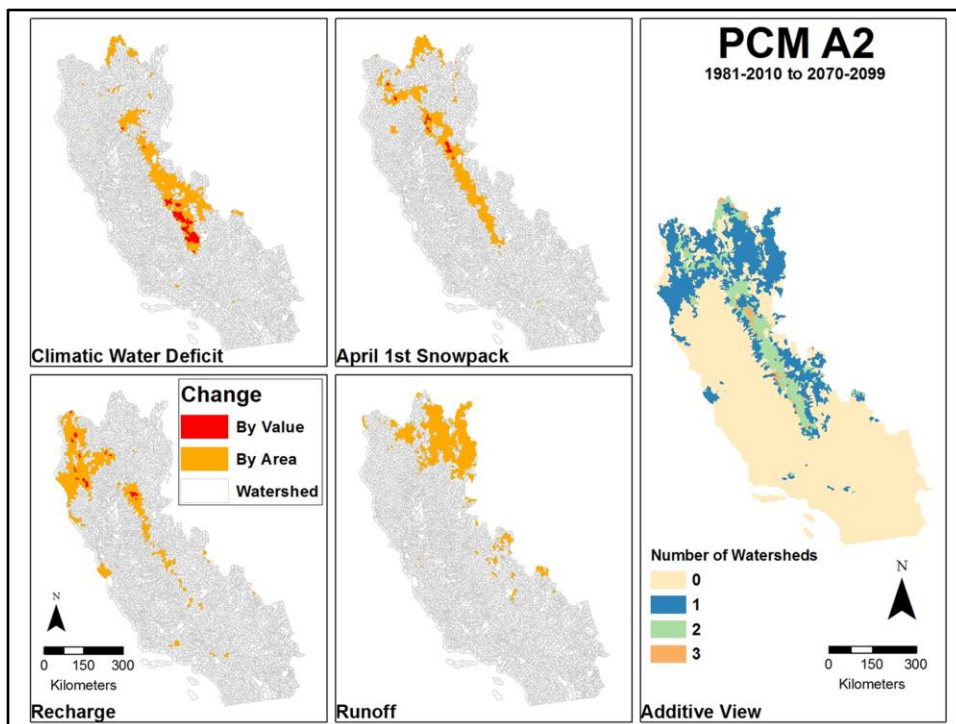 PCM A2
1981-2010 to 2070-2099
Climatic Water Deficit
April 1st Snowpack
Change
By Value
By Area
Watershed
N
0 150 300
Kilometers
Recharge
Runoff
Number of Watersheds
0
1
2
3
N
0 150 300
Kilometers
Additive View